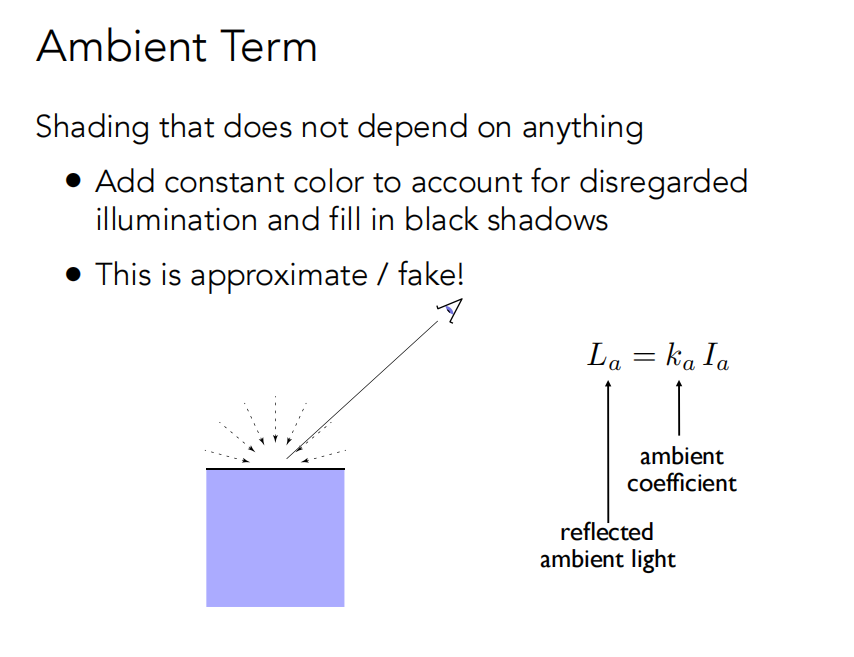 Ambient Term
Shading that does not depend on anything
• Add constant color to account for disregarded
illumination and fill in black shadows
• This is approximate / fake!
L_a = k_a I_a
ambient
coefficient
reflected
ambient light